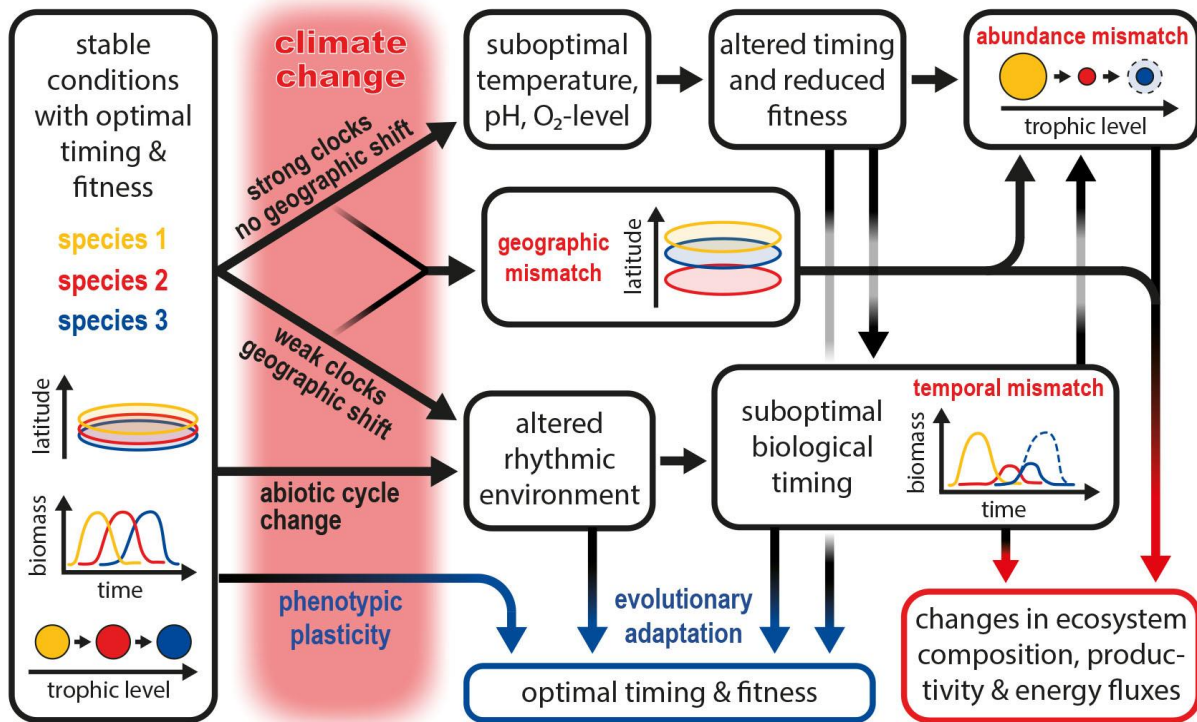 stable
conditions
with optimal
timing &
fitness
species 1
species 2
species 3
latitude
biomass
time
trophic level
climate
change
strong clocks
no geographic shift
weak clocks
geographic shift
abiotic cycle
change
phenotypic
plasticity
suboptimal
temperature,
pH, O₂-level
altered timing
and reduced
fitness
abundance mismatch
trophic level
geographic
mismatch
latitude
altered
rhythmic
environment
suboptimal
biological
timing
temporal mismatch
biomass
time
evolutionary
adaptation
optimal timing & fitness
changes in ecosystem
composition, produc-
tivity & energy fluxes